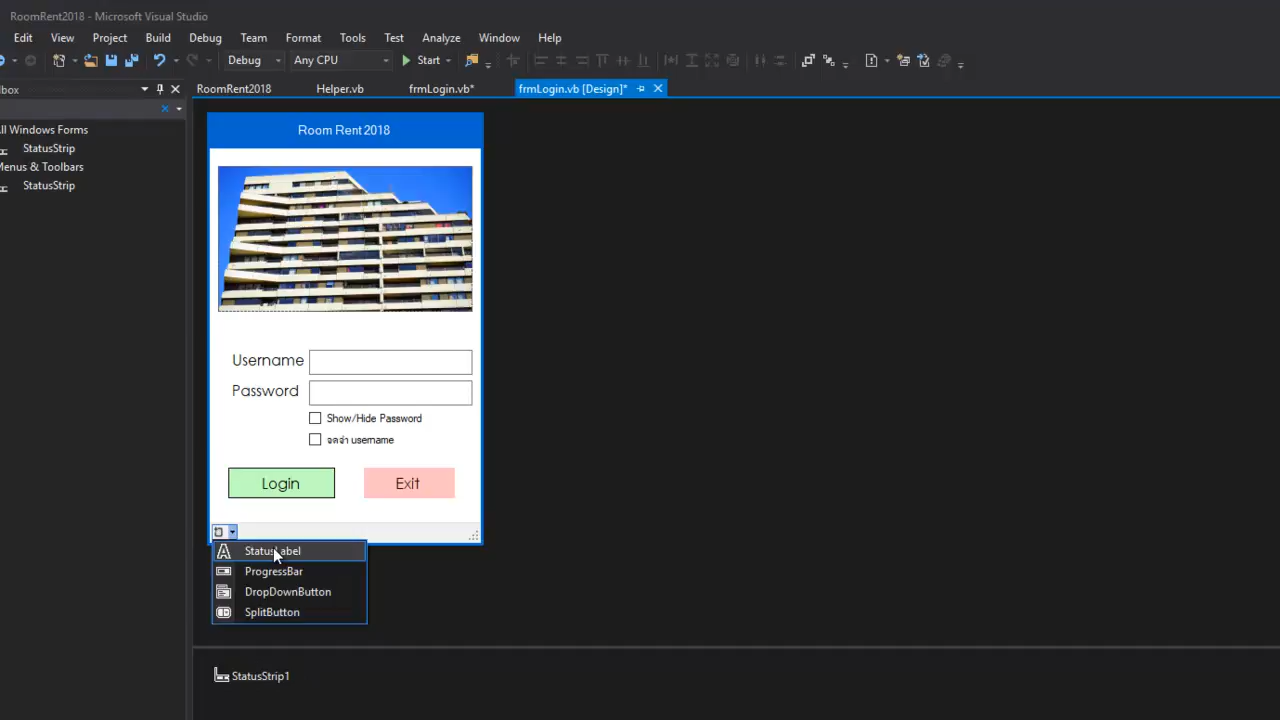 RoomRent2018 - Microsoft Visual Studio
Edit View Project Build Debug Team Format Tools Test Analyze Window Help
Debug Any CPU Start
RoomRent2018 Helper.vb frmLogin.vb* frmLogin.vb [Design]*
Room Rent 2018
All Windows Forms
StatusStrip
Menus & Toolbars
StatusStrip
Username
Password
Show/Hide Password
จดจำ username
Login Exit
StatusLabel
ProgressBar
DropDownButton
SplitButton
StatusStrip1